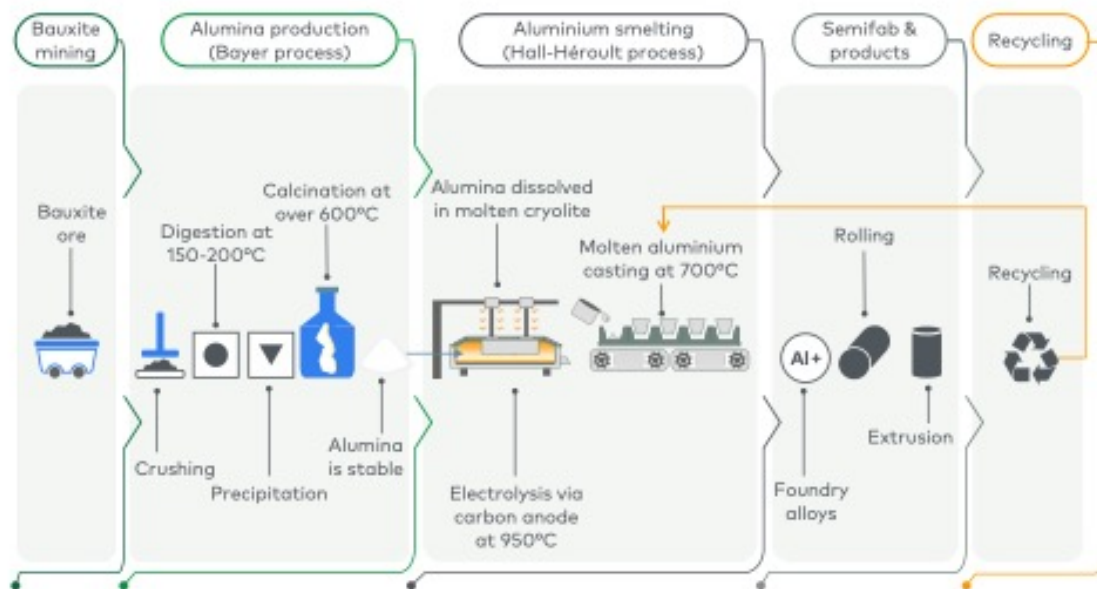 Bauxite
mining
Alumina production
(Bayer process)
Aluminium smelting
(Hall-Héroult process)
Semifab &
products
Recycling
Bauxite
ore
Digestion at
150-200°C
Calcination at
over 600°C
Crushing
Precipitation
Alumina
is stable
Alumina dissolved
in molten cryolite
Electrolysis via
carbon anode
at 950°C
Molten aluminium
casting at 700°C
Al+
Foundry
alloys
Rolling
Extrusion
Recycling